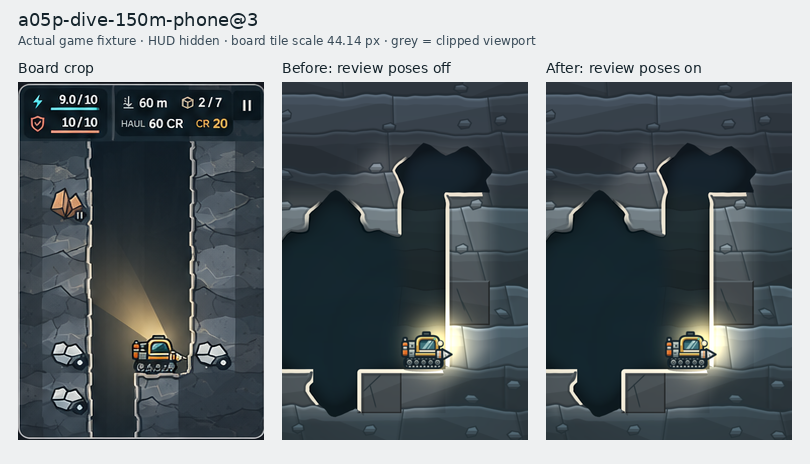 a05p-dive-150m-phone@3
Actual game fixture · HUD hidden · board tile scale 44.14 px · grey = clipped viewport
Board crop
Before: review poses off
After: review poses on
9.0/10
60 m
2/7
10/10
HAUL 60 CR
CR 20